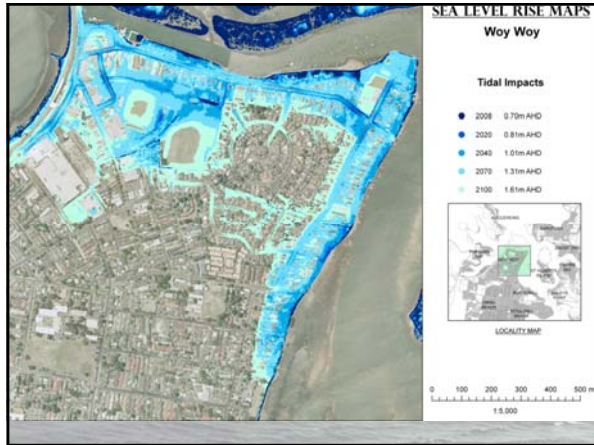 SEA LEVEL RISE MAPS
Woy Woy
Tidal Impacts
2008 0.70m AHD
2020 0.81m AHD
2040 1.01m AHD
2070 1.31m AHD
2100 1.61m AHD
LOCALITY MAP
0 100 200 300 400 500 m
1:5,000